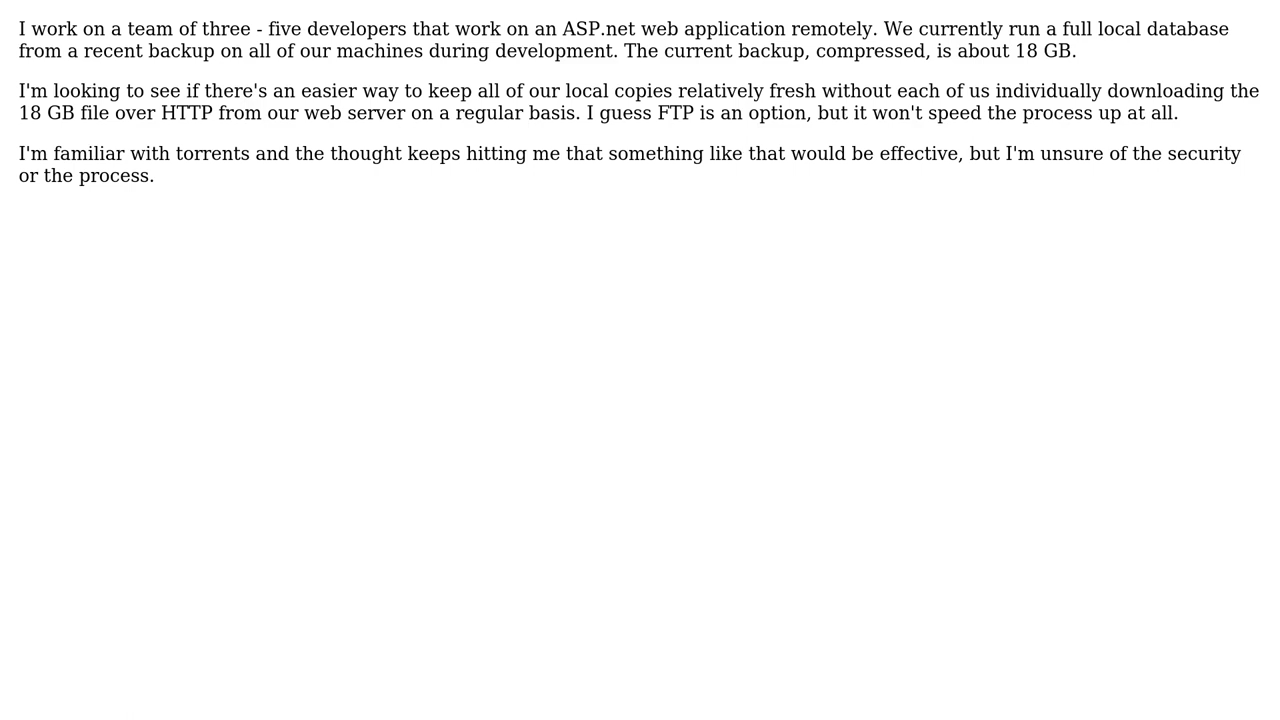 I work on a team of three - five developers that work on an ASP.net web application remotely. We currently run a full local database
from a recent backup on all of our machines during development. The current backup, compressed, is about 18 GB.
I'm looking to see if there's an easier way to keep all of our local copies relatively fresh without each of us individually downloading the
18 GB file over HTTP from our web server on a regular basis. I guess FTP is an option, but it won't speed the process up at all.
I'm familiar with torrents and the thought keeps hitting me that something like that would be effective, but I'm unsure of the security
or the process.